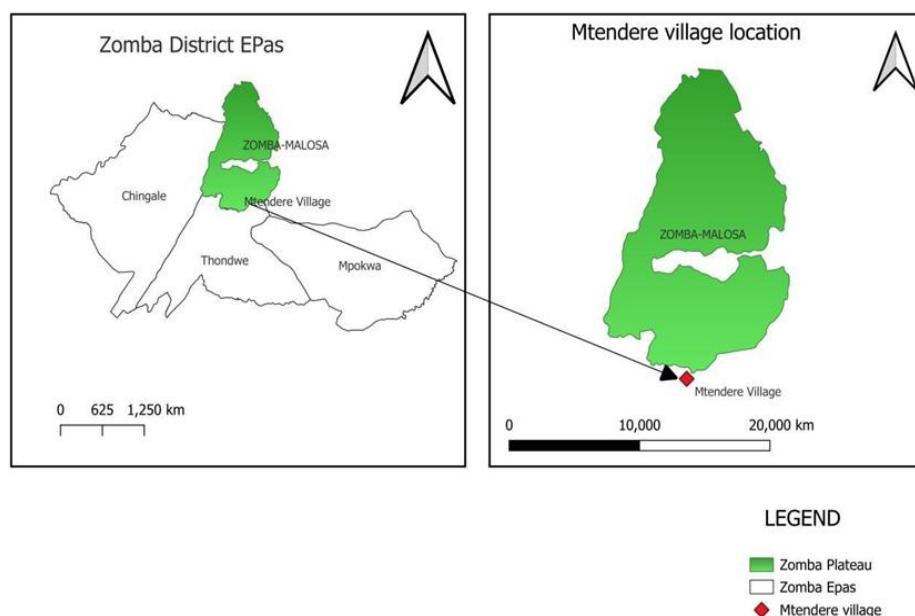 Zomba District EPas
ZOMBA-MALOSA
Chingale
Mtendere Village
Thondwe
Mpokwa
0 625 1,250 km
Mtendere village location
ZOMBA-MALOSA
Mtendere Village
0 10,000 20,000 km
LEGEND
Zomba Plateau
Zomba Epas
Mtendere village